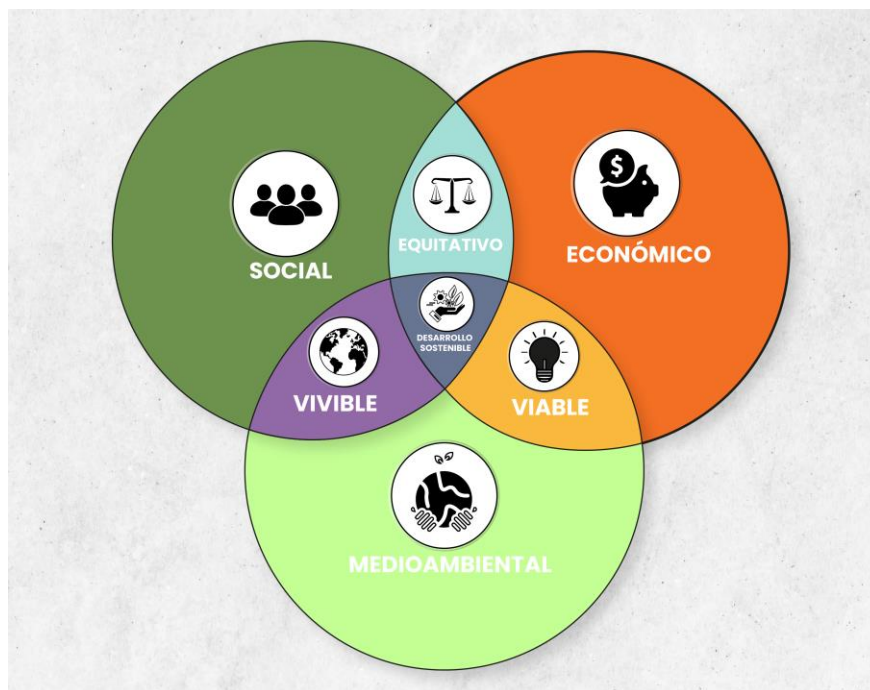 $
SOCIAL
EQUITATIVO
ECONÓMICO
DESARROLLO
SOSTENIBLE
VIVIBLE
VIABLE
MEDIOAMBIENTAL